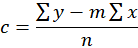 c = (∑ y − m ∑ x) / n